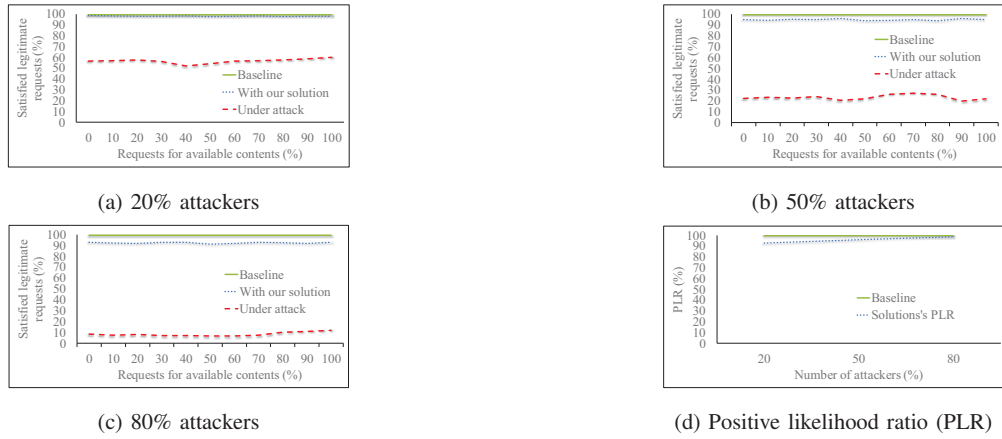 Satisfied legitimate
requests (%)
100
90
80
70
60
50
40
30
20
10
0
Baseline
With our solution
Under attack
0 10 20 30 40 50 60 70 80 90 100
Requests for available contents (%)
(a) 20% attackers
Satisfied legitimate
requests (%)
100
90
80
70
60
50
40
30
20
10
0
Baseline
With our solution
Under attack
0 10 20 30 40 50 60 70 80 90 100
Requests for available contents (%)
(b) 50% attackers
Satisfied legitimate
requests (%)
100
90
80
70
60
50
40
30
20
10
0
Baseline
With our solution
Under attack
0 10 20 30 40 50 60 70 80 90 100
Requests for available contents (%)
(c) 80% attackers
PLR (%)
100
90
80
70
60
50
40
30
20
10
0
Baseline
Solutions's PLR
20 50 80
Number of attackers (%)
(d) Positive likelihood ratio (PLR)